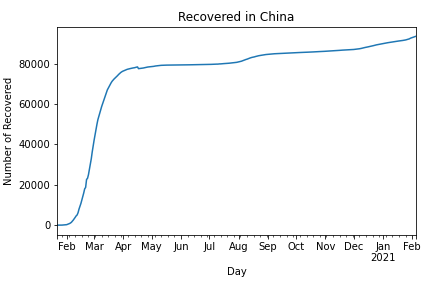 Recovered in China
Number of Recovered
80000
60000
40000
20000
0
Feb Mar Apr May Jun Jul Aug Sep Oct Nov Dec Jan Feb
2021
Day